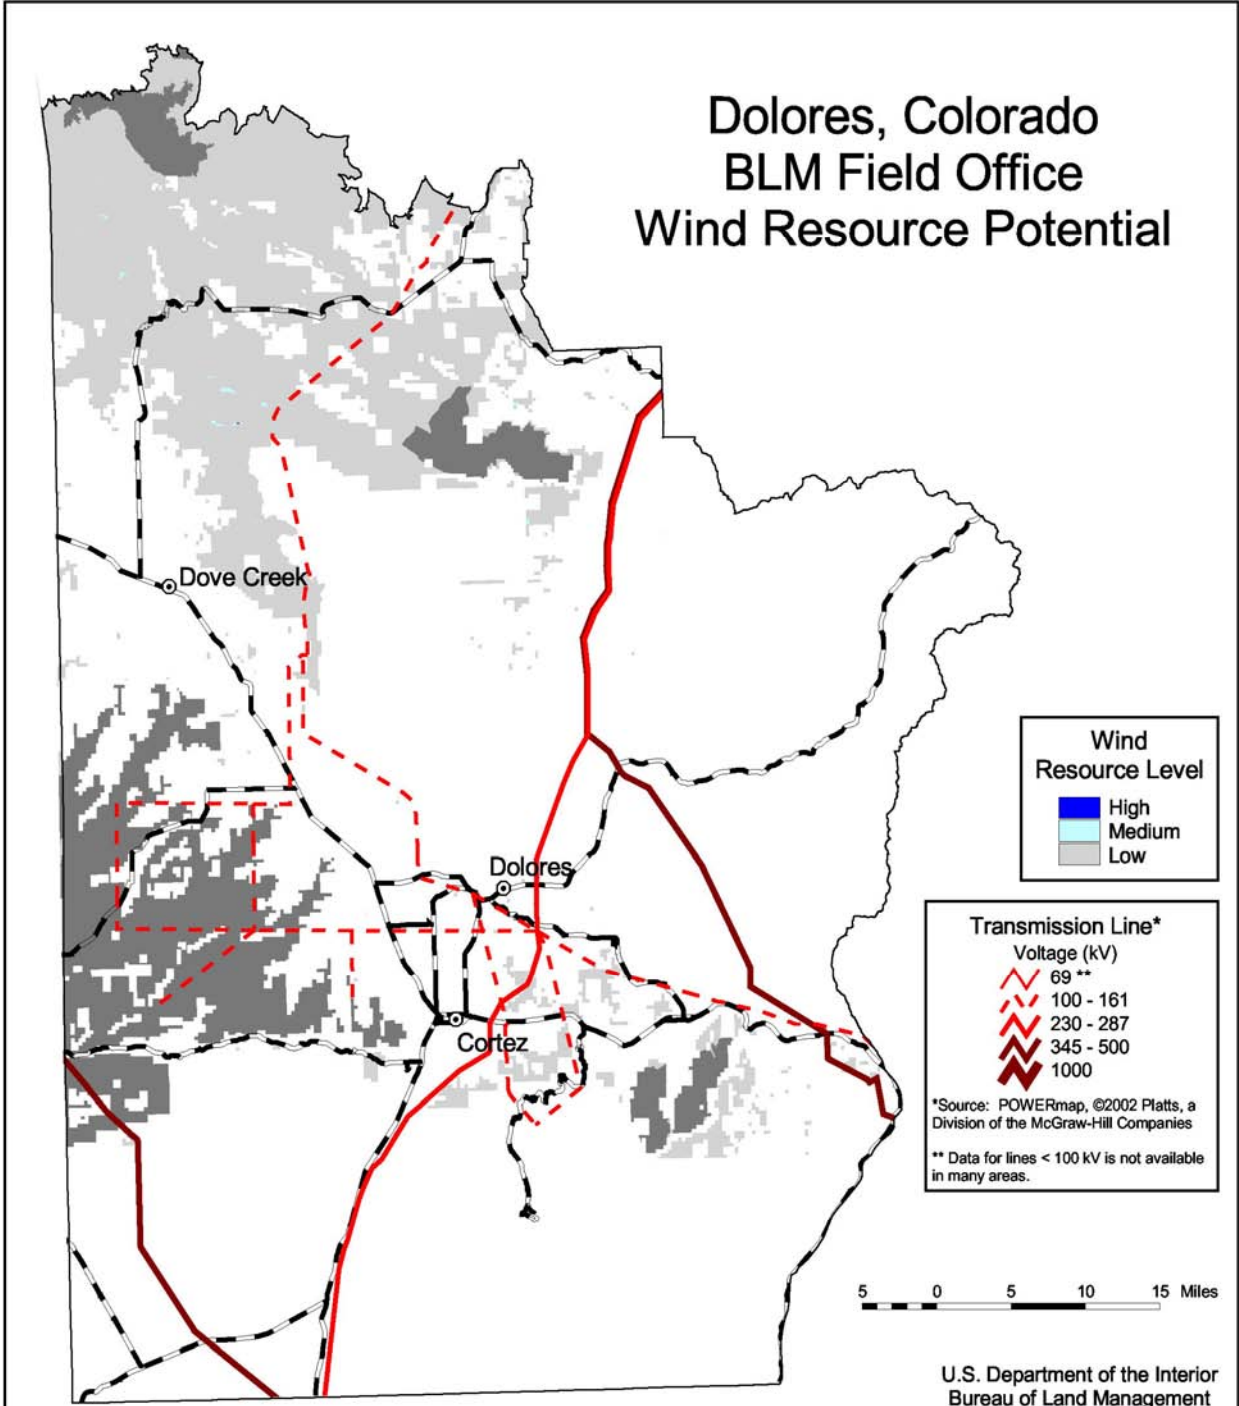 Dolores, Colorado
BLM Field Office
Wind Resource Potential
Dove Creek
Dolores
Cortez
Wind
Resource Level
High
Medium
Low
Transmission Line*
Voltage (kV)
69 **
100 - 161
230 - 287
345 - 500
1000
*Source: POWERmap, ©2002 Platts, a
Division of the McGraw-Hill Companies
** Data for lines < 100 kV is not available
in many areas.
5 0 5 10 15 Miles
U.S. Department of the Interior
Bureau of Land Management